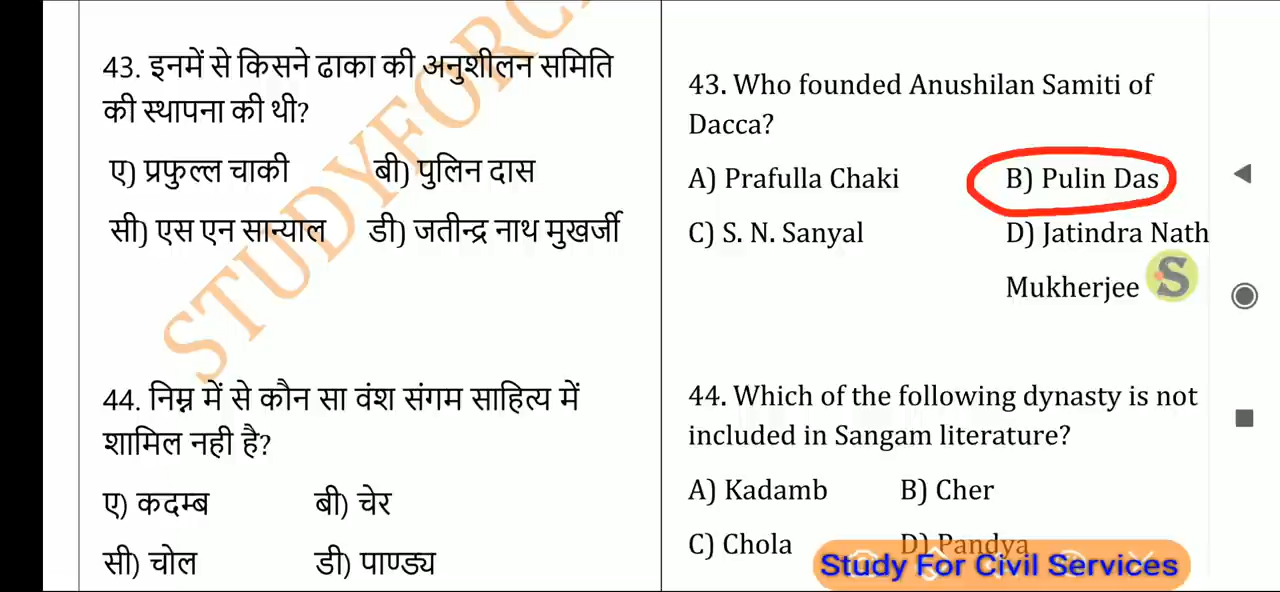 43. इनमें से किसने ढाका की अनुशीलन समिति
की स्थापना की थी?
ए) प्रफुल्ल चाकी बी) पुलिन दास
सी) एस एन सान्याल डी) जतीन्द्र नाथ मुखर्जी
44. निम्न में से कौन सा वंश संगम साहित्य में
शामिल नही है?
ए) कदम्ब बी) चेर
सी) चोल डी) पाण्ड्य
43. Who founded Anushilan Samiti of
Dacca?
A) Prafulla Chaki B) Pulin Das
C) S. N. Sanyal D) Jatindra Nath
Mukherjee
S
44. Which of the following dynasty is not
included in Sangam literature?
A) Kadamb B) Cher
C) Chola D) Pandya
Study For Civil Services
STUDYFORC